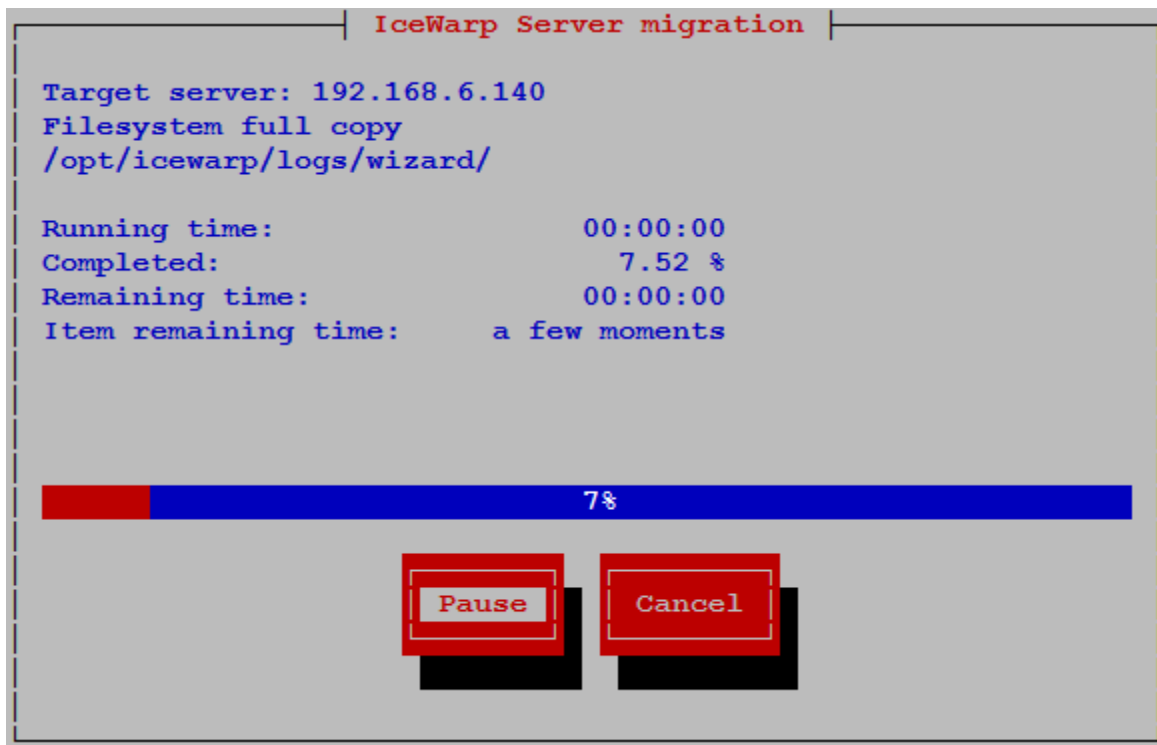 IceWarp Server migration
Target server: 192.168.6.140
Filesystem full copy
/opt/icewarp/logs/wizard/
Running time: 00:00:00
Completed: 7.52 %
Remaining time: 00:00:00
Item remaining time: a few moments
7%
Pause Cancel